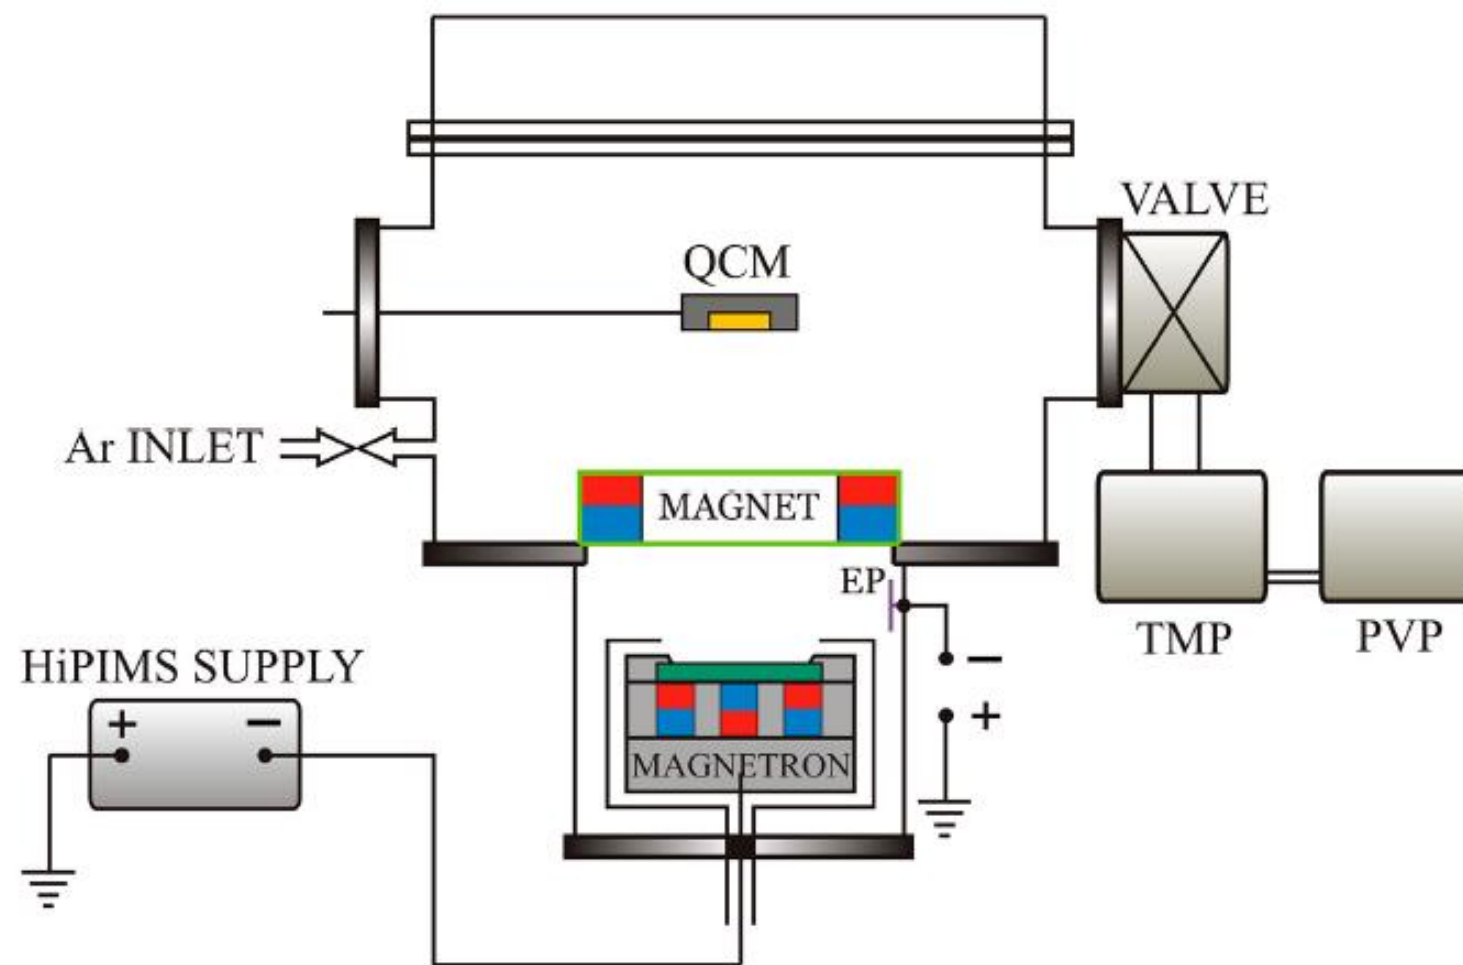 VALVE
QCM
Ar INLET
MAGNET
EP
TMP
PVP
HiPIMS SUPPLY
+
−
−
+
MAGNETRON